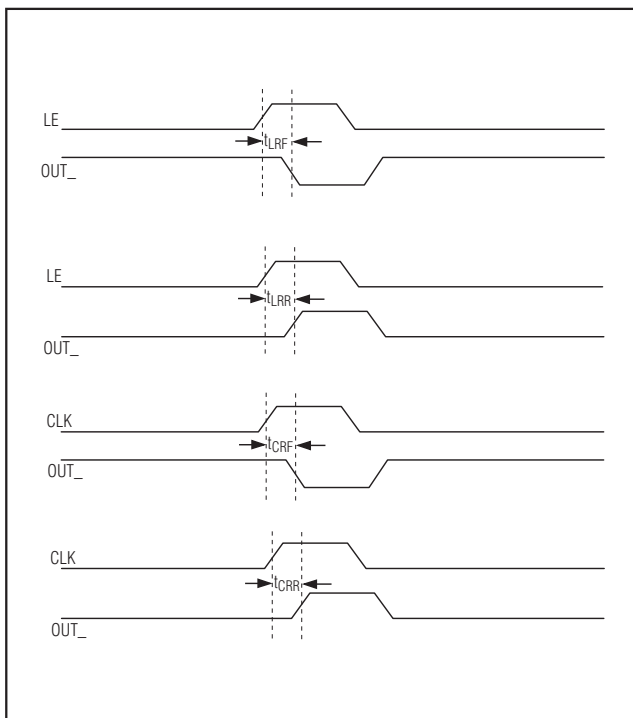 LE
tLRF
OUT_
LE
tLRR
OUT_
CLK
tCRF
OUT_
CLK
tCRR
OUT_